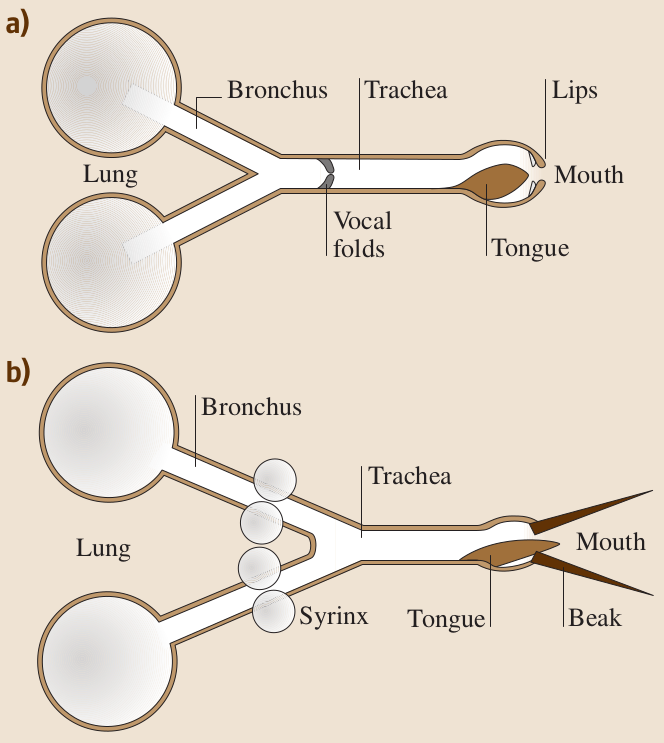 a)
Bronchus
Trachea
Lips
Lung
Mouth
Vocal
folds
Tongue
b)
Bronchus
Trachea
Lung
Mouth
Syrinx
Tongue
Beak